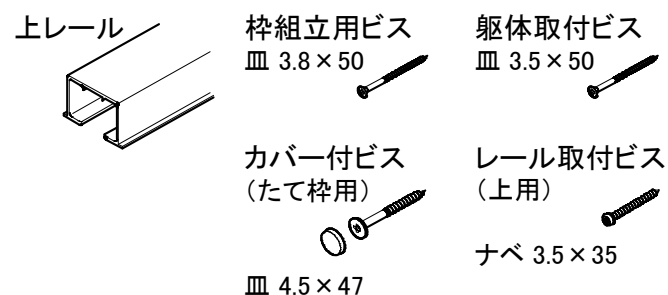 上レール
枠組立用ビス
皿 3.8×50
躯体取付ビス
皿 3.5×50
カバー付ビス
（たて枠用）
皿 4.5×47
レール取付ビス
（上用）
ナベ 3.5×35